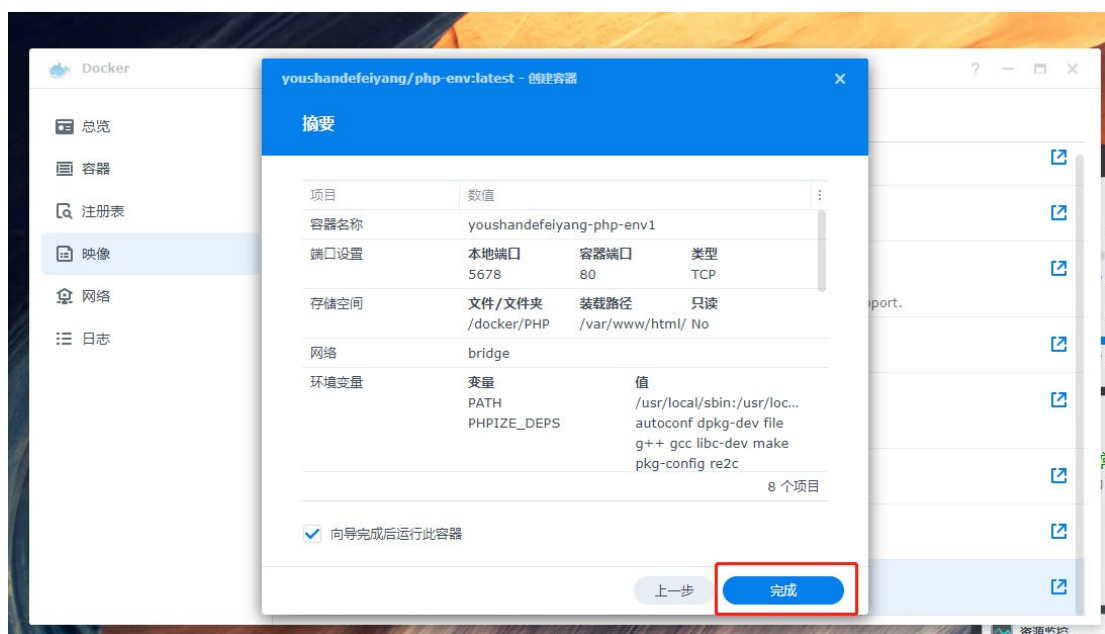 Docker
总览
容器
注册表
映像
网络
日志
youshandefeiyang/php-env:latest - 创建容器
摘要
项目 数值
容器名称 youshandefeiyang-php-env1
端口设置 本地端口 容器端口 类型
5678 80 TCP
存储空间 文件/文件夹 装载路径 只读
/docker/PHP /var/www/html/ No
网络 bridge
环境变量 变量 值
PATH /usr/local/sbin:/usr/loc...
PHPIZE_DEPS autoconf dpkg-dev file
g++ gcc libc-dev make
pkg-config re2c
8 个项目
向导完成后运行此容器
上一步 完成
pport.
资源监控